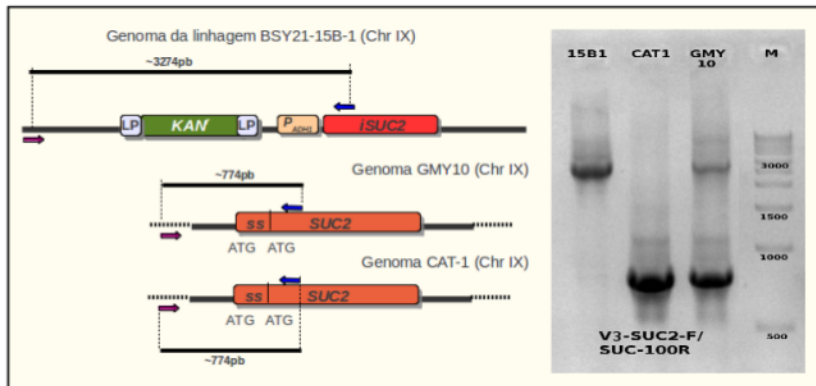 Genoma da linhagem BSY21-15B-1 (Chr IX)
~3274pb
LP KAN^r LP P_ADH1 iSUC2
Genoma GMY10 (Chr IX)
~774pb
ss SUC2
ATG ATG
Genoma CAT-1 (Chr IX)
ss SUC2
ATG ATG
~774pb
15B1 CAT1 GMY 10 M
3000
1500
1000
500
V3-SUC2-F/
SUC-100R